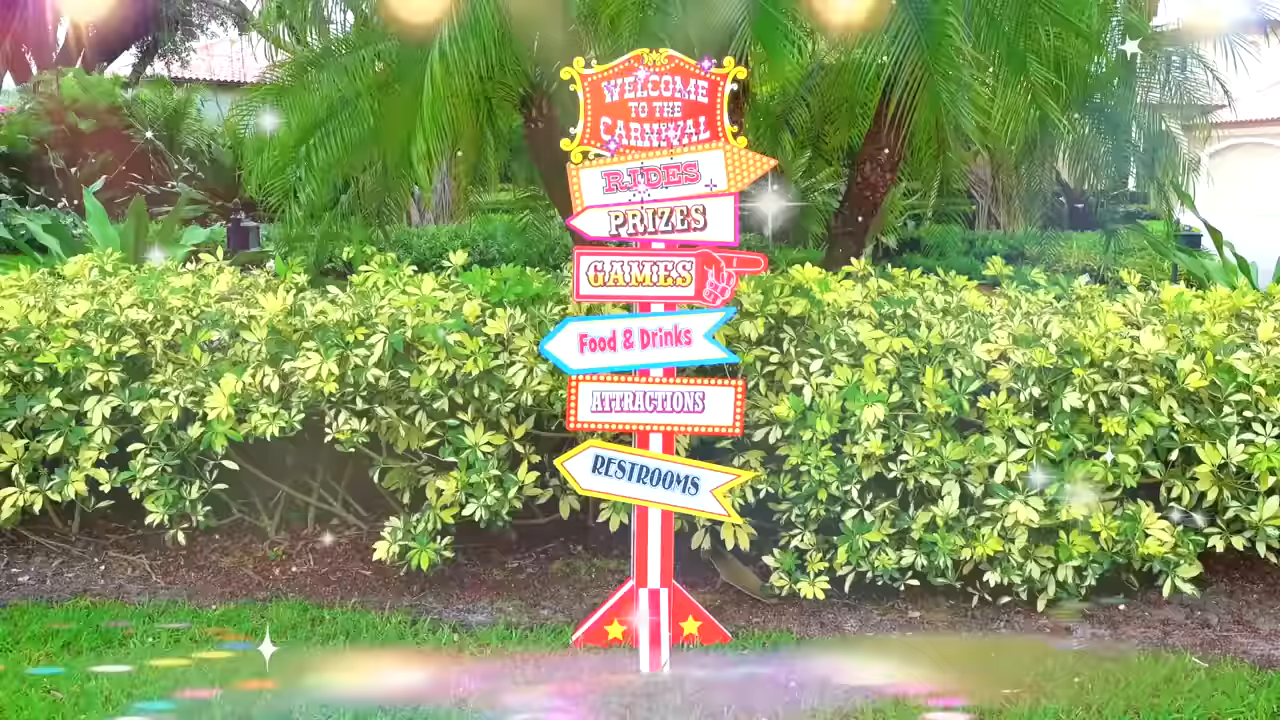 WELCOME
TO THE
CARNIVAL
RIDES
PRIZES
GAMES
Food & Drinks
ATTRACTIONS
RESTROOMS